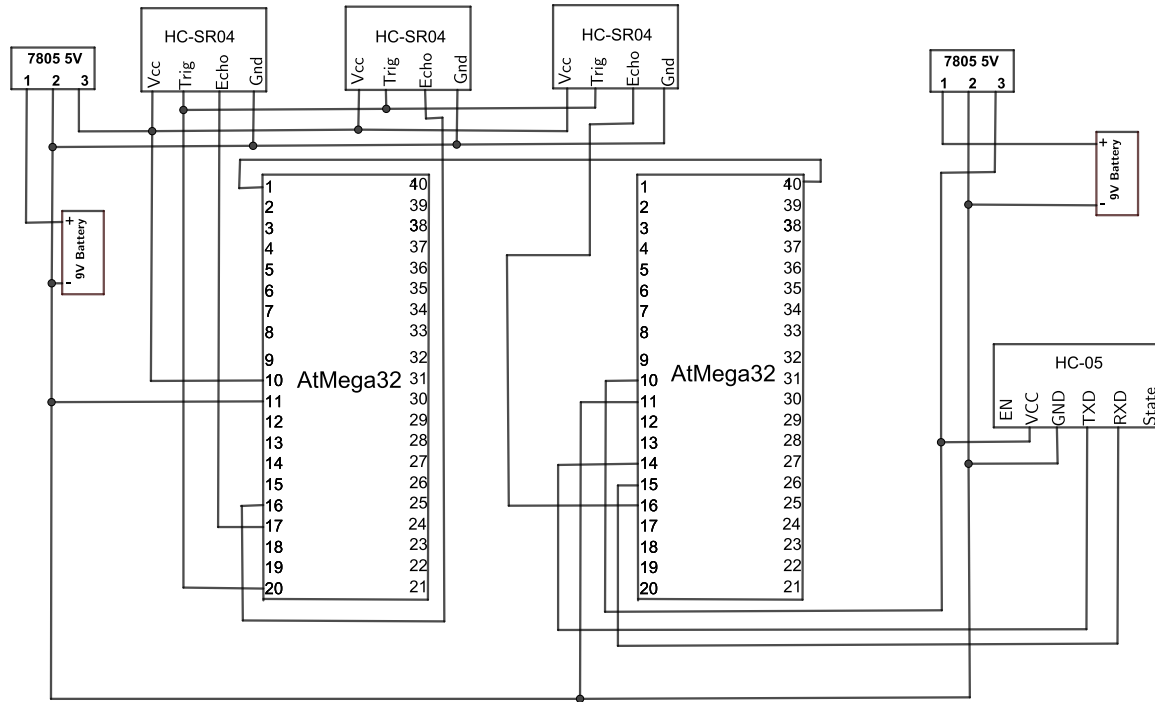 HC-SR04
Vcc Trig Echo Gnd
HC-SR04
Vcc Trig Echo Gnd
HC-SR04
Vcc Trig Echo Gnd
7805 5V
1 2 3
7805 5V
1 2 3
+
9V Battery
-
+
9V Battery
-
1 40
2 39
3 38
4 37
5 36
6 35
7 34
8 33
9 32
AtMega32
10 31
11 30
12 29
13 28
14 27
15 26
16 25
17 24
18 23
19 22
20 21
1 40
2 39
3 38
4 37
5 36
6 35
7 34
8 33
9 32
AtMega32
10 31
11 30
12 29
13 28
14 27
15 26
16 25
17 24
18 23
19 22
20 21
HC-05
EN VCC GND TXD RXD State